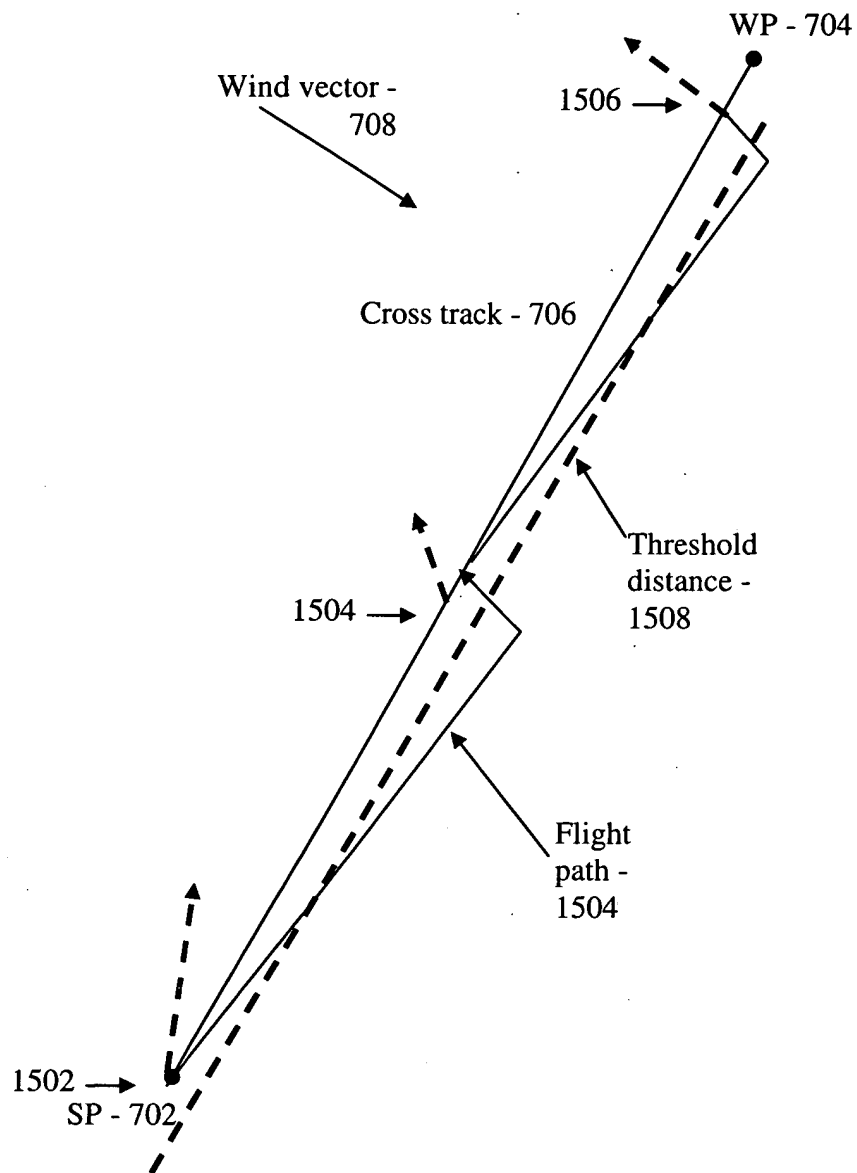 WP - 704
Wind vector -
708
1506
Cross track - 706
Threshold
distance -
1508
1504
Flight
path -
1504
1502
SP - 702